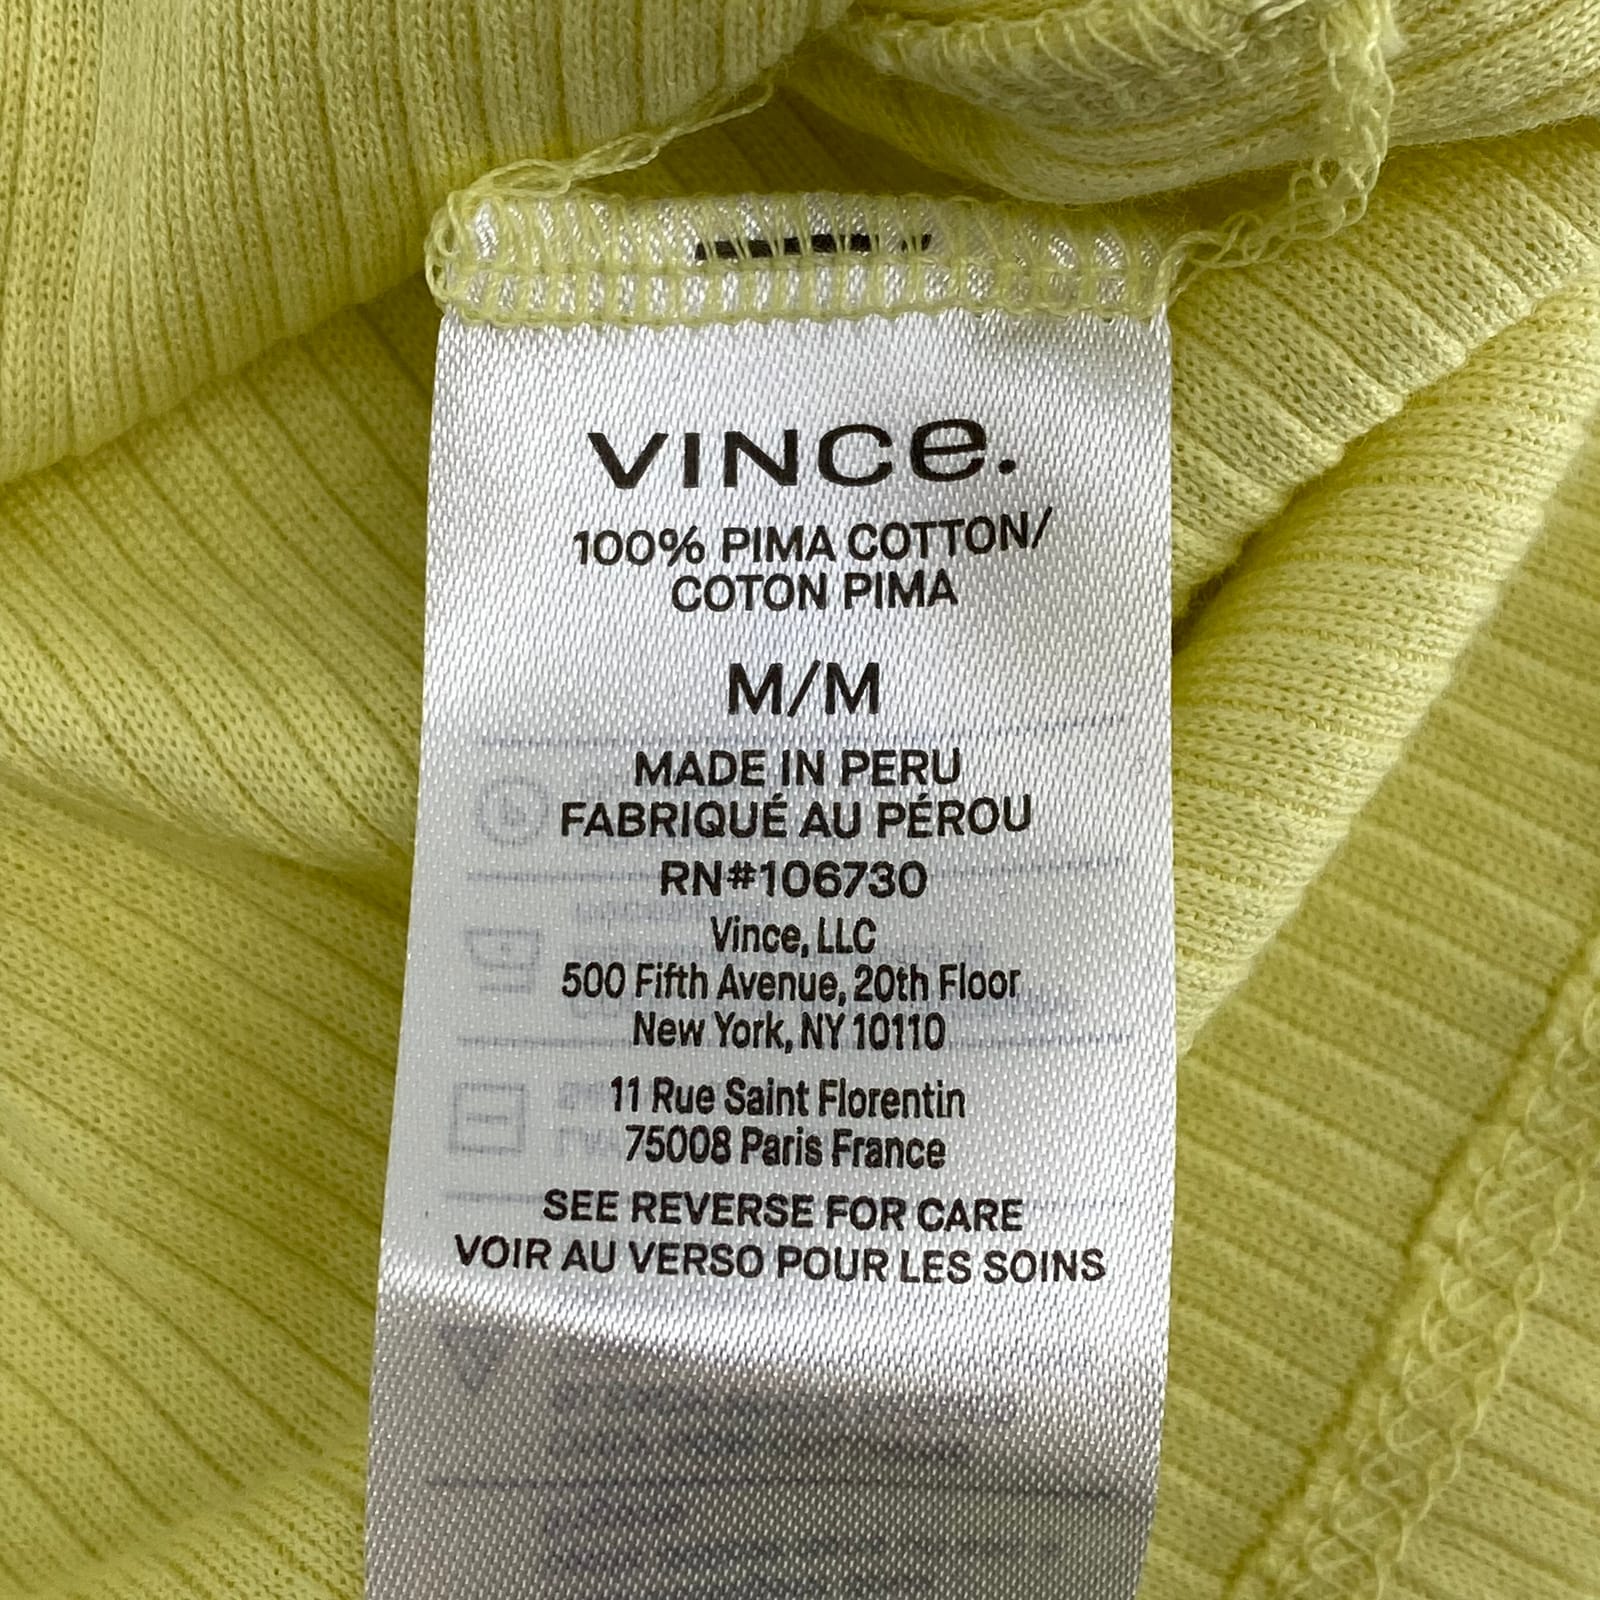 VINCe.
100% PIMA COTTON/
COTON PIMA
M/M
MADE IN PERU
FABRIQUÉ AU PÉROU
RN#106730
Vince, LLC
500 Fifth Avenue, 20th Floor
New York, NY 10110
11 Rue Saint Florentin
75008 Paris France
SEE REVERSE FOR CARE
VOIR AU VERSO POUR LES SOINS